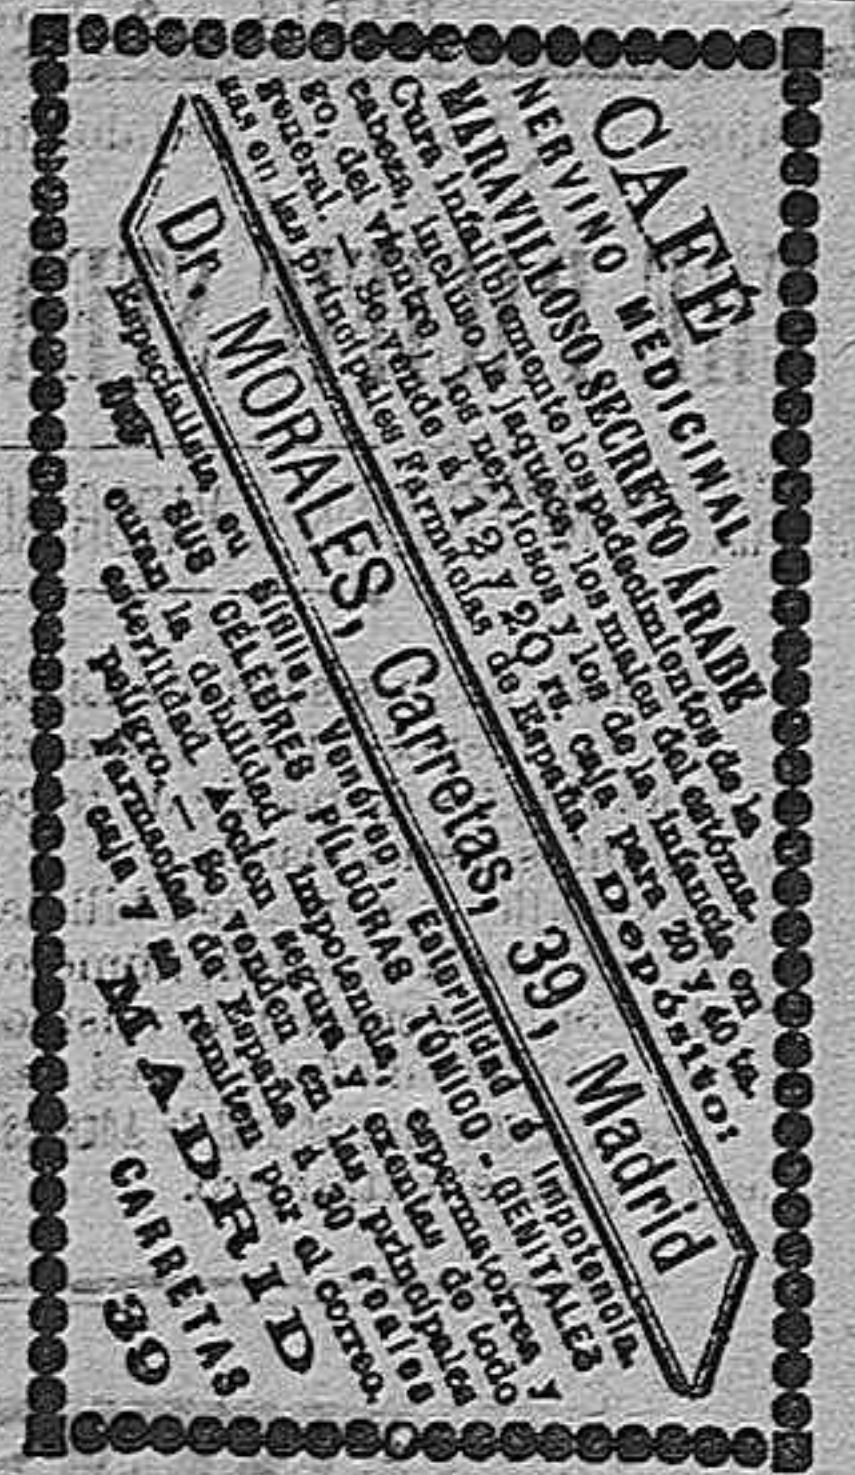 CAFÉ
NERVINO MEDICINAL
MARAVILLOSO SECRETO ÁRABE
Cura infaliblemente los padecimientos de la
cabeza, incluso la jaqueca, los males del estóma-
go, del vientre, los nerviosos y los de la infancia en
general. — Se vende á 12 y 20 rs. caja para 20 y 40 ta-
zas en las principales Farmacias de España. Depósito:
Dr. MORALES, Carretas, 39, Madrid
Especialista en Sífilis, Venéreo, Esterilidad é Impotencia.
SUS CÉLEBRES PÍLDORAS TÓNICO-GENITALES
curan la debilidad, impotencia, espermatorrea y
esterilidad. Accion segura y exentas de todo
peligro. — Se venden en las principales
Farmacias de España á 30 reales
caja y se remiten por el correo.
MADRID
CARRETAS
39